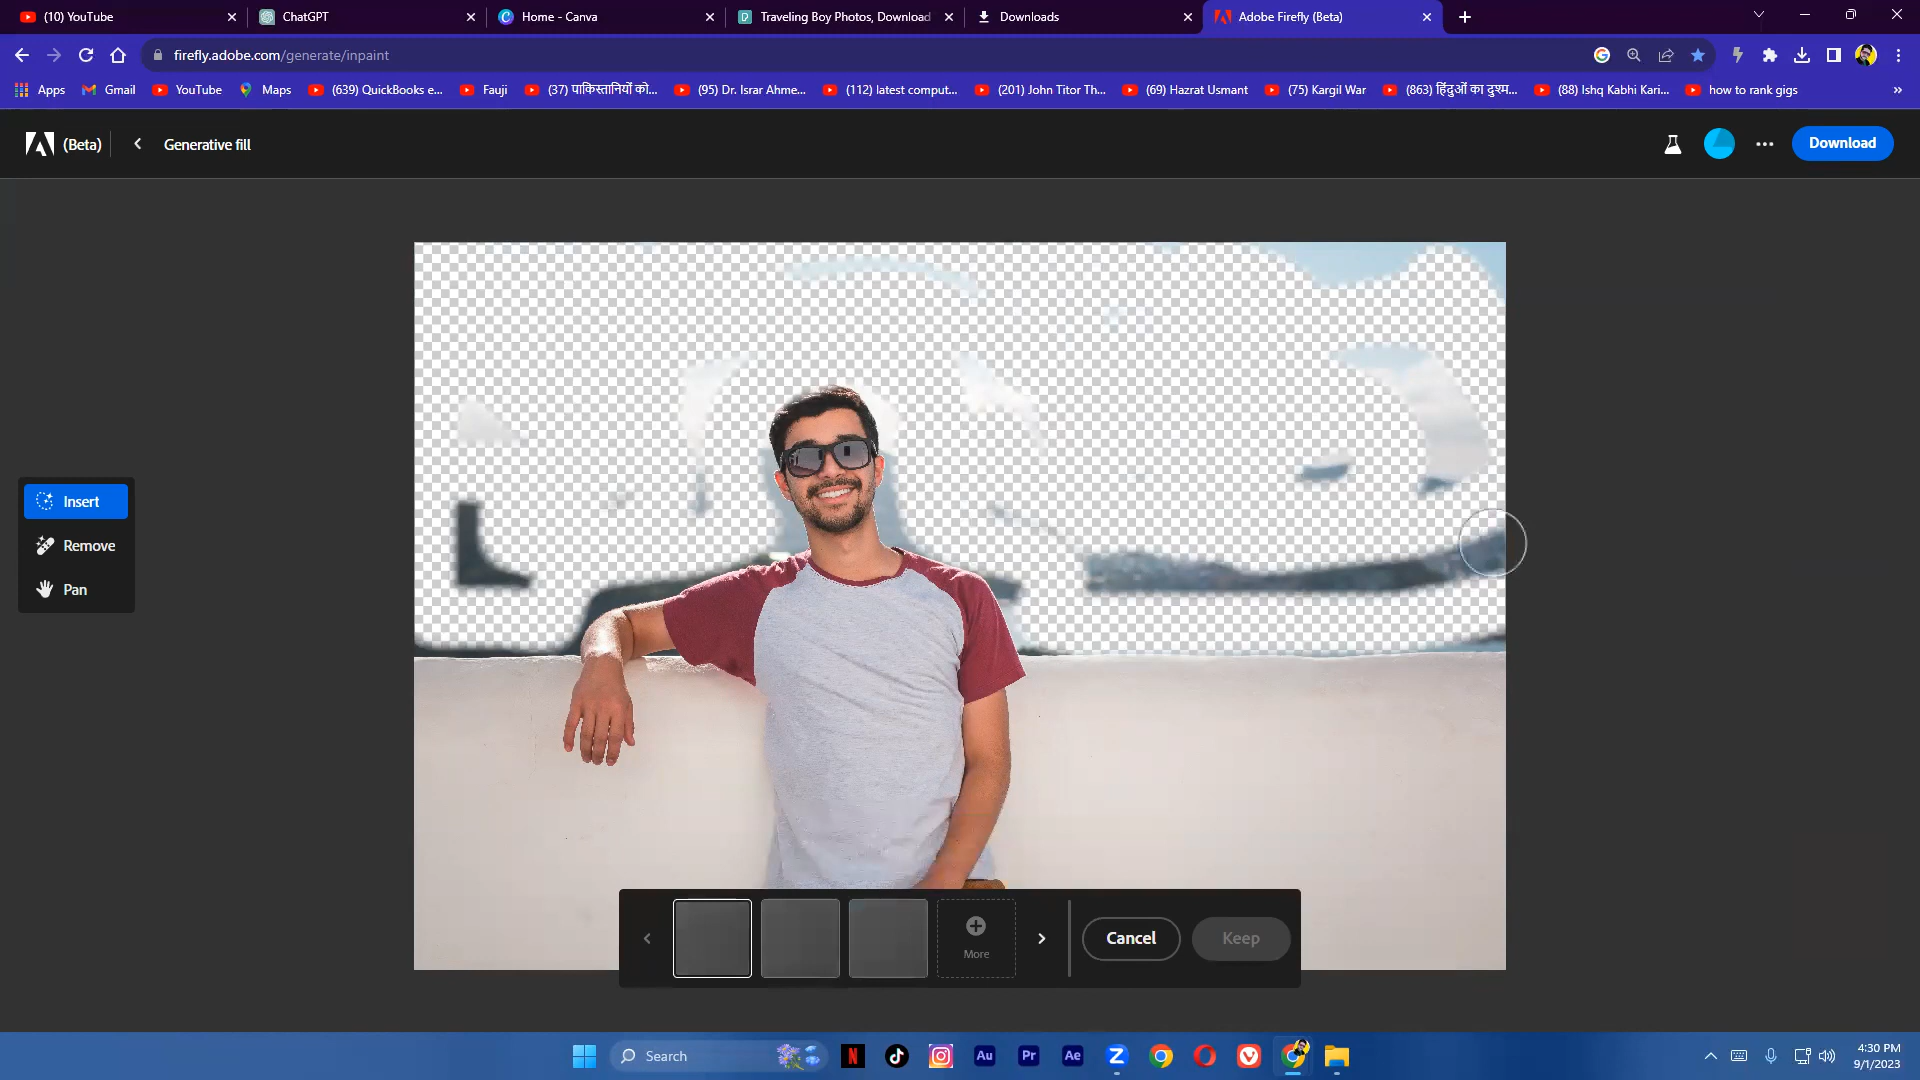 (10) YouTube
ChatGPT
Home - Canva
Traveling Boy Photos, Download
Downloads
Adobe Firefly (Beta)
firefly.adobe.com/generate/inpaint
Apps
Gmail
YouTube
Maps
(639) QuickBooks e...
Fauji
(37) पाकिस्तानियों को...
(95) Dr. Israr Ahme...
(112) latest comput...
(201) John Titor Th...
(69) Hazrat Usmant
(75) Kargil War
(863) हिंदुओं का दुश्म...
(88) Ishq Kabhi Kari...
how to rank gigs
»
(Beta)
Generative fill
Download
Insert
Remove
Pan
More
Cancel
Keep
Search
N
Au
Pr
Ae
Z
4:30 PM
9/1/2023